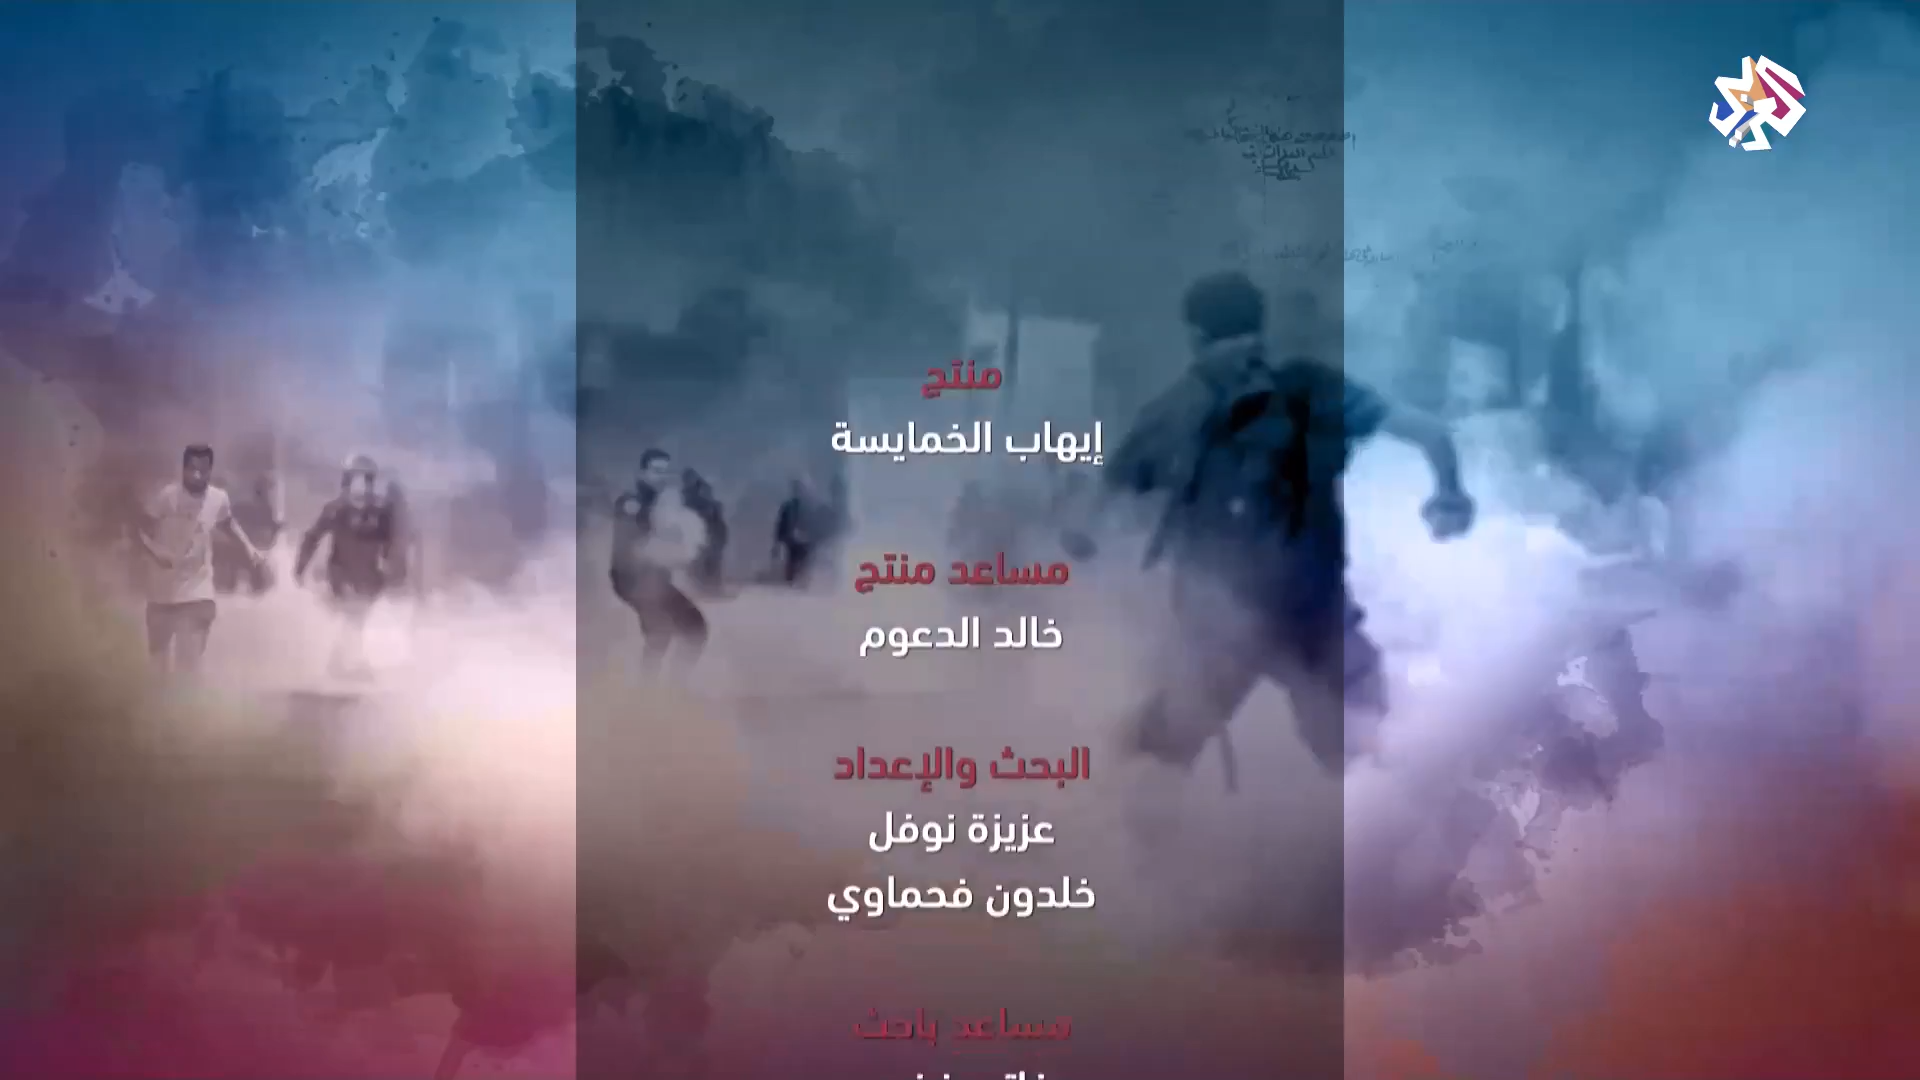 منتج
إيهاب الخمايسة
مساعد منتج
خالد الدعوم
البحث والإعداد
عزيزة نوفل
خلدون فحماوي
مساعد باحث